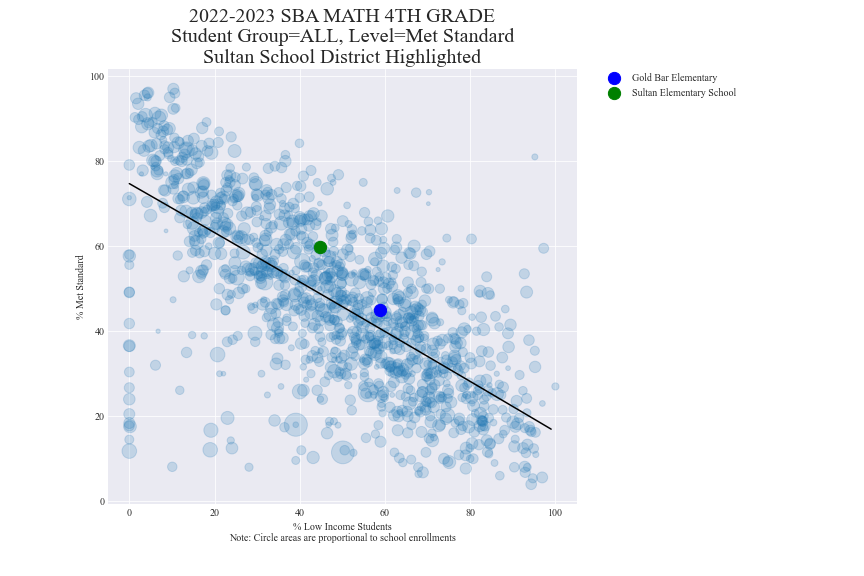 2022-2023 SBA MATH 4TH GRADE
Student Group=ALL, Level=Met Standard
Sultan School District Highlighted
Gold Bar Elementary
Sultan Elementary School
100
80
60
40
20
0
% Met Standard
0 20 40 60 80 100
% Low Income Students
Note: Circle areas are proportional to school enrollments